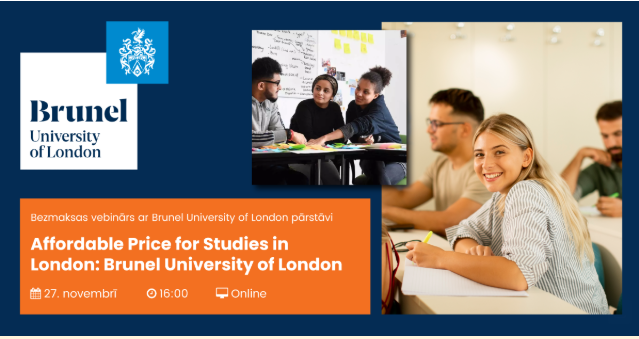 Brunel
University
of London
Bezmaksas vebinārs ar Brunel University of London pārstāvi
Affordable Price for Studies in
London: Brunel University of London
27. novembrī
16:00
Online